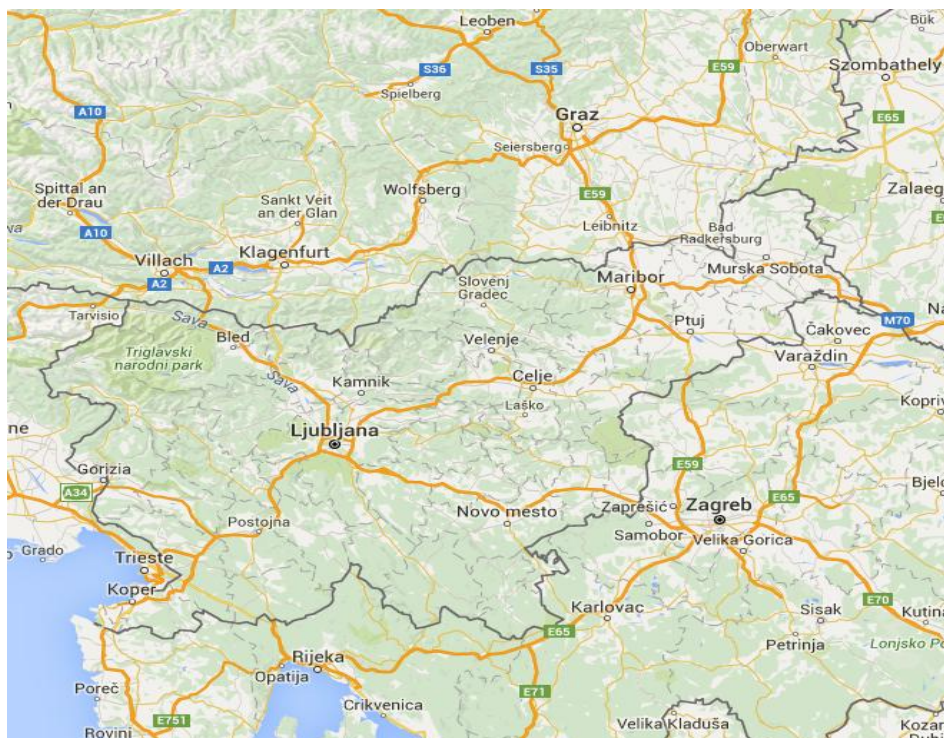 Leoben
Bük
Oberwart
S36
S35
E59
Szombathely
Spielberg
A10
Graz
E65
Seiersberg
Spittal an
der Drau
Sankt Veit
an der Glan
Wolfsberg
E59
Zalaeg
A10
Leibnitz
Bad
Radkersburg
Villach
A2
Klagenfurt
A2
Murska Sobota
Maribor
Slovenj
Gradec
Tarvisio
Sava
Bled
Ptuj
M70
Na
Čakovec
Velenje
Triglavski
narodni park
Varaždin
Sava
Kamnik
Celje
Laško
Kopriv
ne
Ljubljana
Gorizia
A34
E59
Bjelo
E65
Zagreb
Zaprešić
Novo mesto
Postojna
Samobor
Velika Gorica
Grado
Trieste
Koper
Karlovac
E70
Sisak
Kutina
E65
Petrinja
Lonjsko Po
Rijeka
Opatija
E71
Poreč
Crikvenica
E751
Velika Kladuša
Kozar
Rovinj